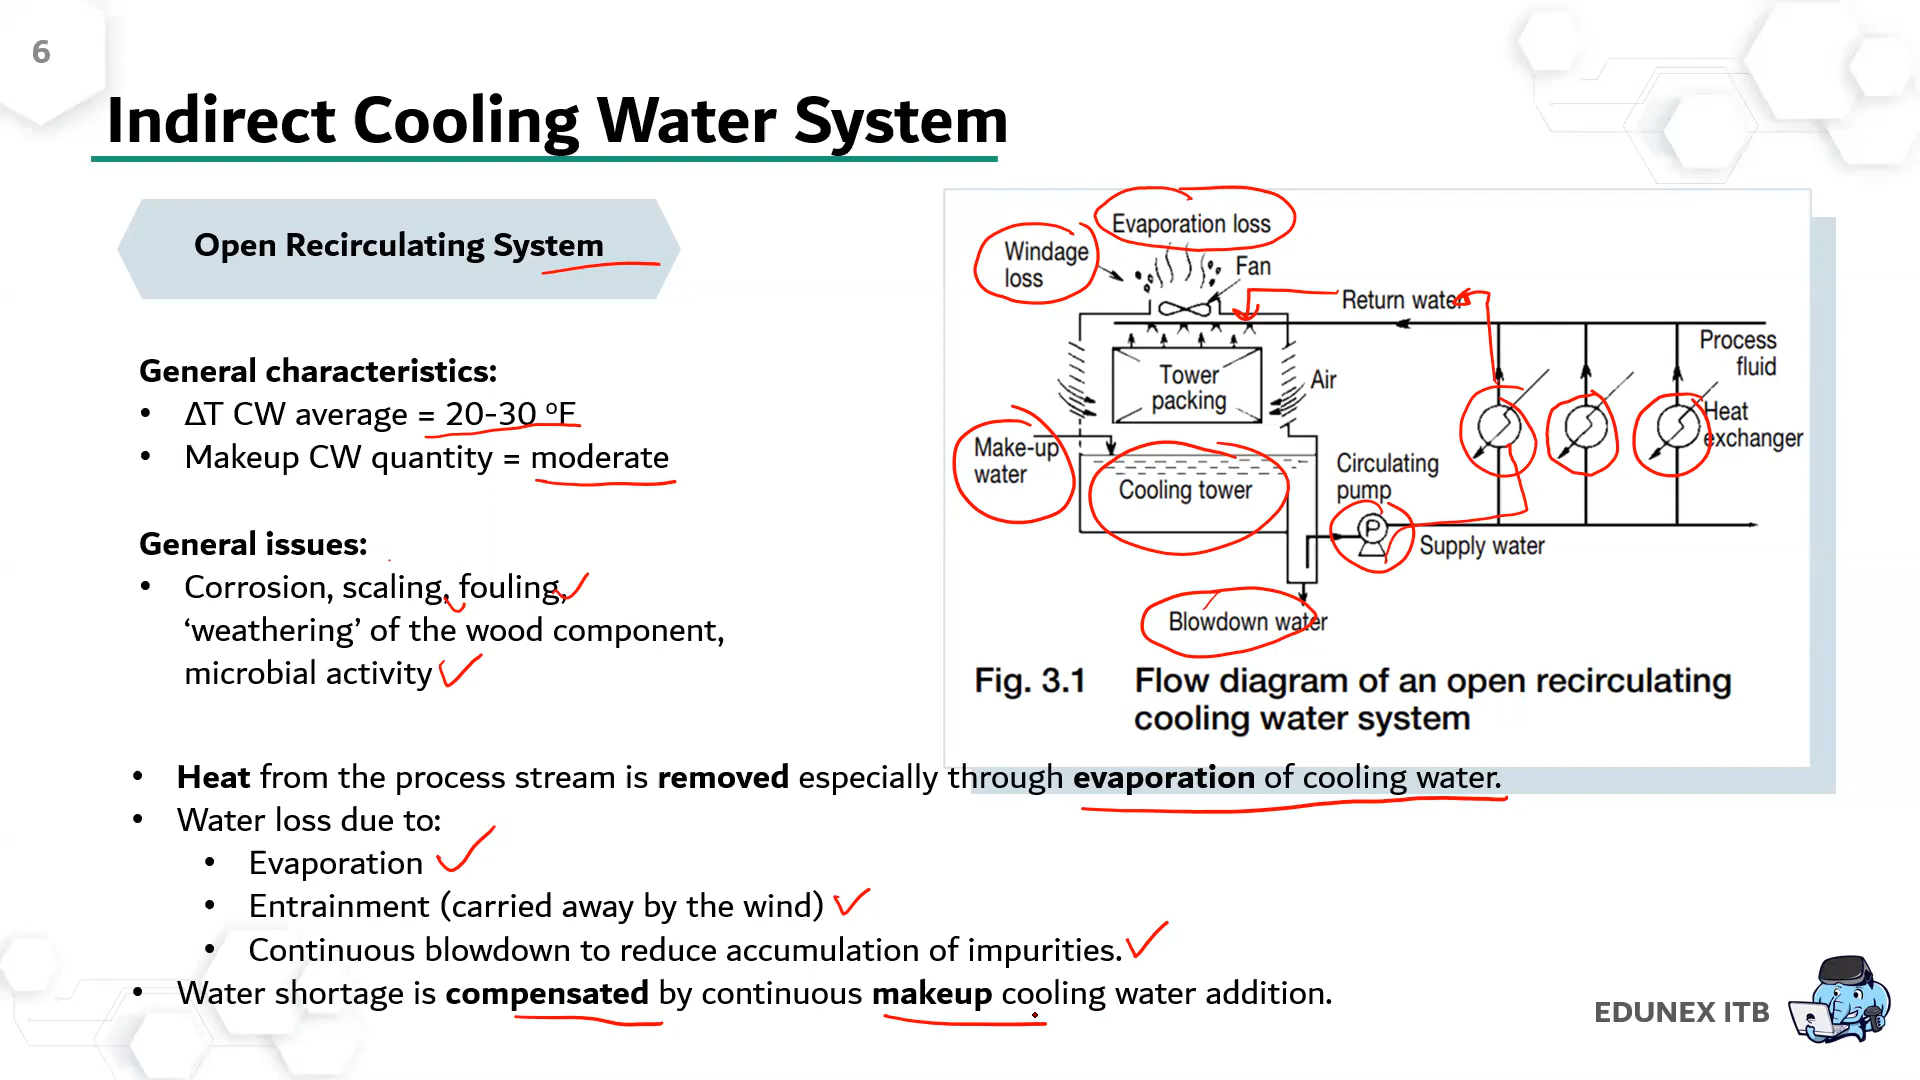 6
Indirect Cooling Water System
Open Recirculating System
General characteristics:
• ΔT CW average = 20-30 ºF
• Makeup CW quantity = moderate
General issues:
• Corrosion, scaling, fouling,
‘weathering’ of the wood component,
microbial activity
Evaporation loss
Windage
loss
Fan
Return water
Process
fluid
Tower
packing
Air
Heat
exchanger
Make-up
water
Cooling tower
Circulating
pump
P
Supply water
Blowdown water
Fig. 3.1 Flow diagram of an open recirculating
cooling water system
• Heat from the process stream is removed especially through evaporation of cooling water.
• Water loss due to:
• Evaporation
• Entrainment (carried away by the wind)
• Continuous blowdown to reduce accumulation of impurities.
• Water shortage is compensated by continuous makeup cooling water addition.
EDUNEX ITB